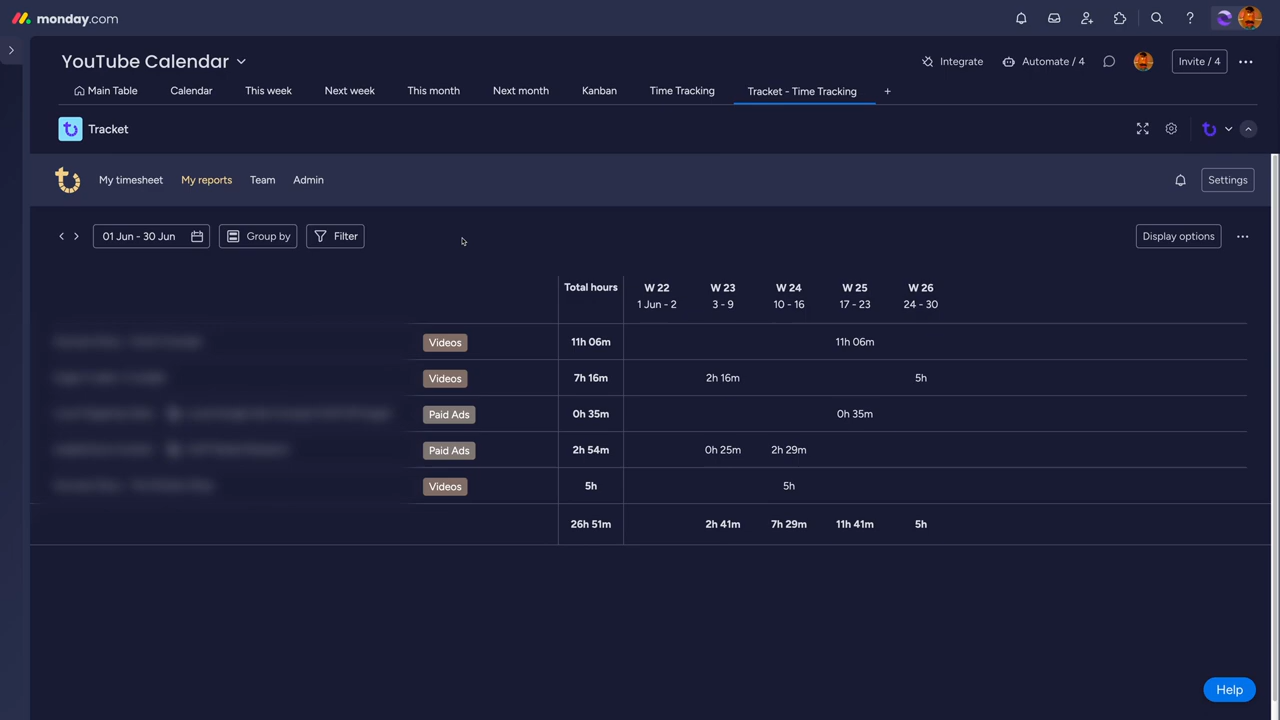 monday.com
YouTube Calendar
Integrate
Automate / 4
Invite / 4
Main Table
Calendar
This week
Next week
This month
Next month
Kanban
Time Tracking
Tracket - Time Tracking
+
Tracket
My timesheet
My reports
Team
Admin
Settings
01 Jun - 30 Jun
Group by
Filter
Display options
Total hours W 22 W 23 W 24 W 25 W 26
1 Jun - 2 3 - 9 10 - 16 17 - 23 24 - 30
Videos 11h 06m 11h 06m
Videos 7h 16m 2h 16m 5h
Paid Ads 0h 35m 0h 35m
Paid Ads 2h 54m 0h 25m 2h 29m
Videos 5h 5h
26h 51m 2h 41m 7h 29m 11h 41m 5h
Help